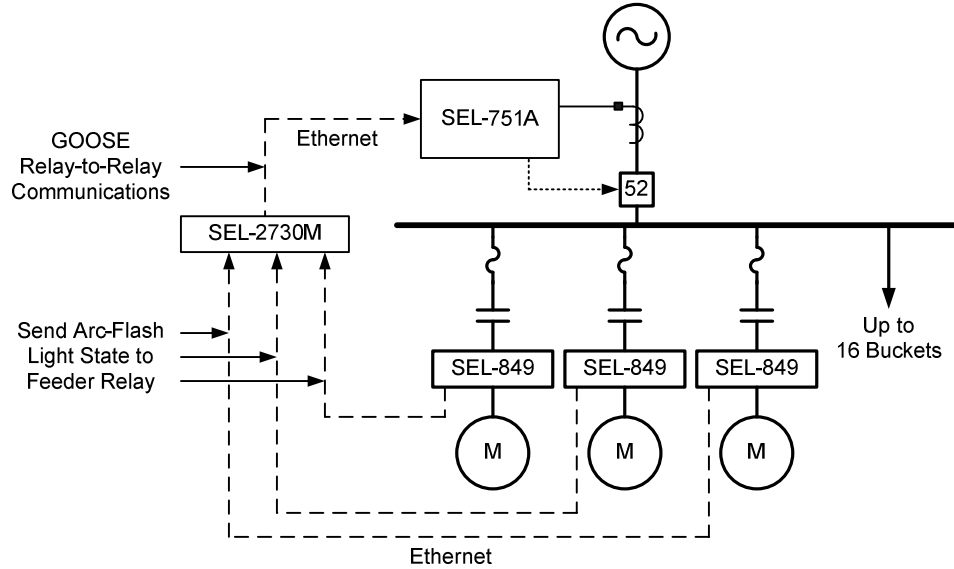 SEL-751A
Ethernet
GOOSE
Relay-to-Relay
Communications
52
SEL-2730M
Send Arc-Flash
Light State to
Feeder Relay
Up to
16 Buckets
SEL-849
SEL-849
SEL-849
M
M
M
Ethernet